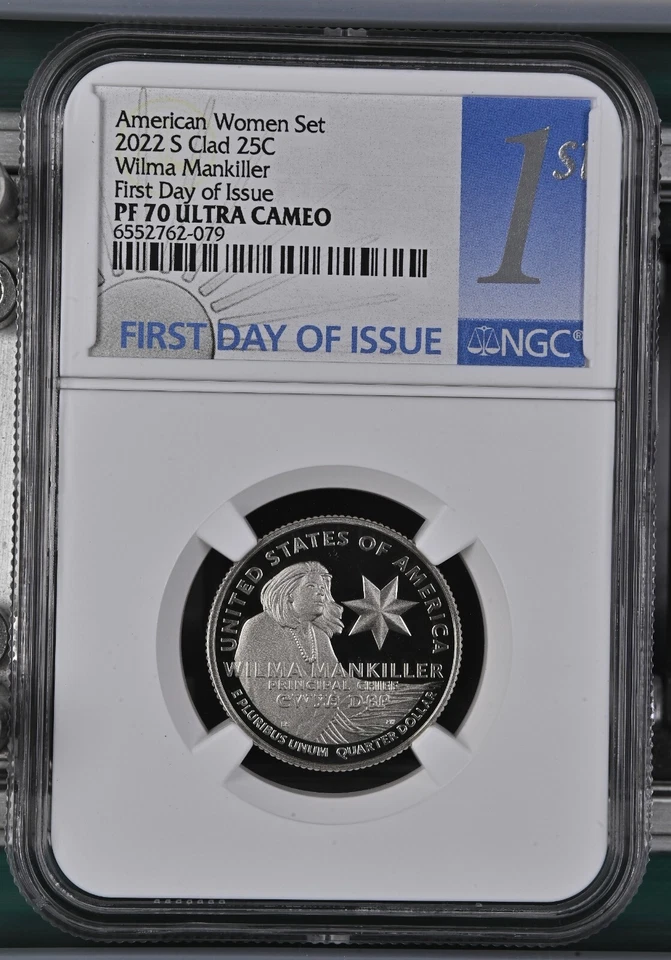 American Women Set
2022 S Clad 25C
Wilma Mankiller
First Day of Issue
PF 70 ULTRA CAMEO
6552762-079
1ST
FIRST DAY OF ISSUE
NGC®
UNITED STATES OF AMERICA
WILMA MANKILLER
PRINCIPAL CHIEF
E PLURIBUS UNUM QUARTER DOLLAR